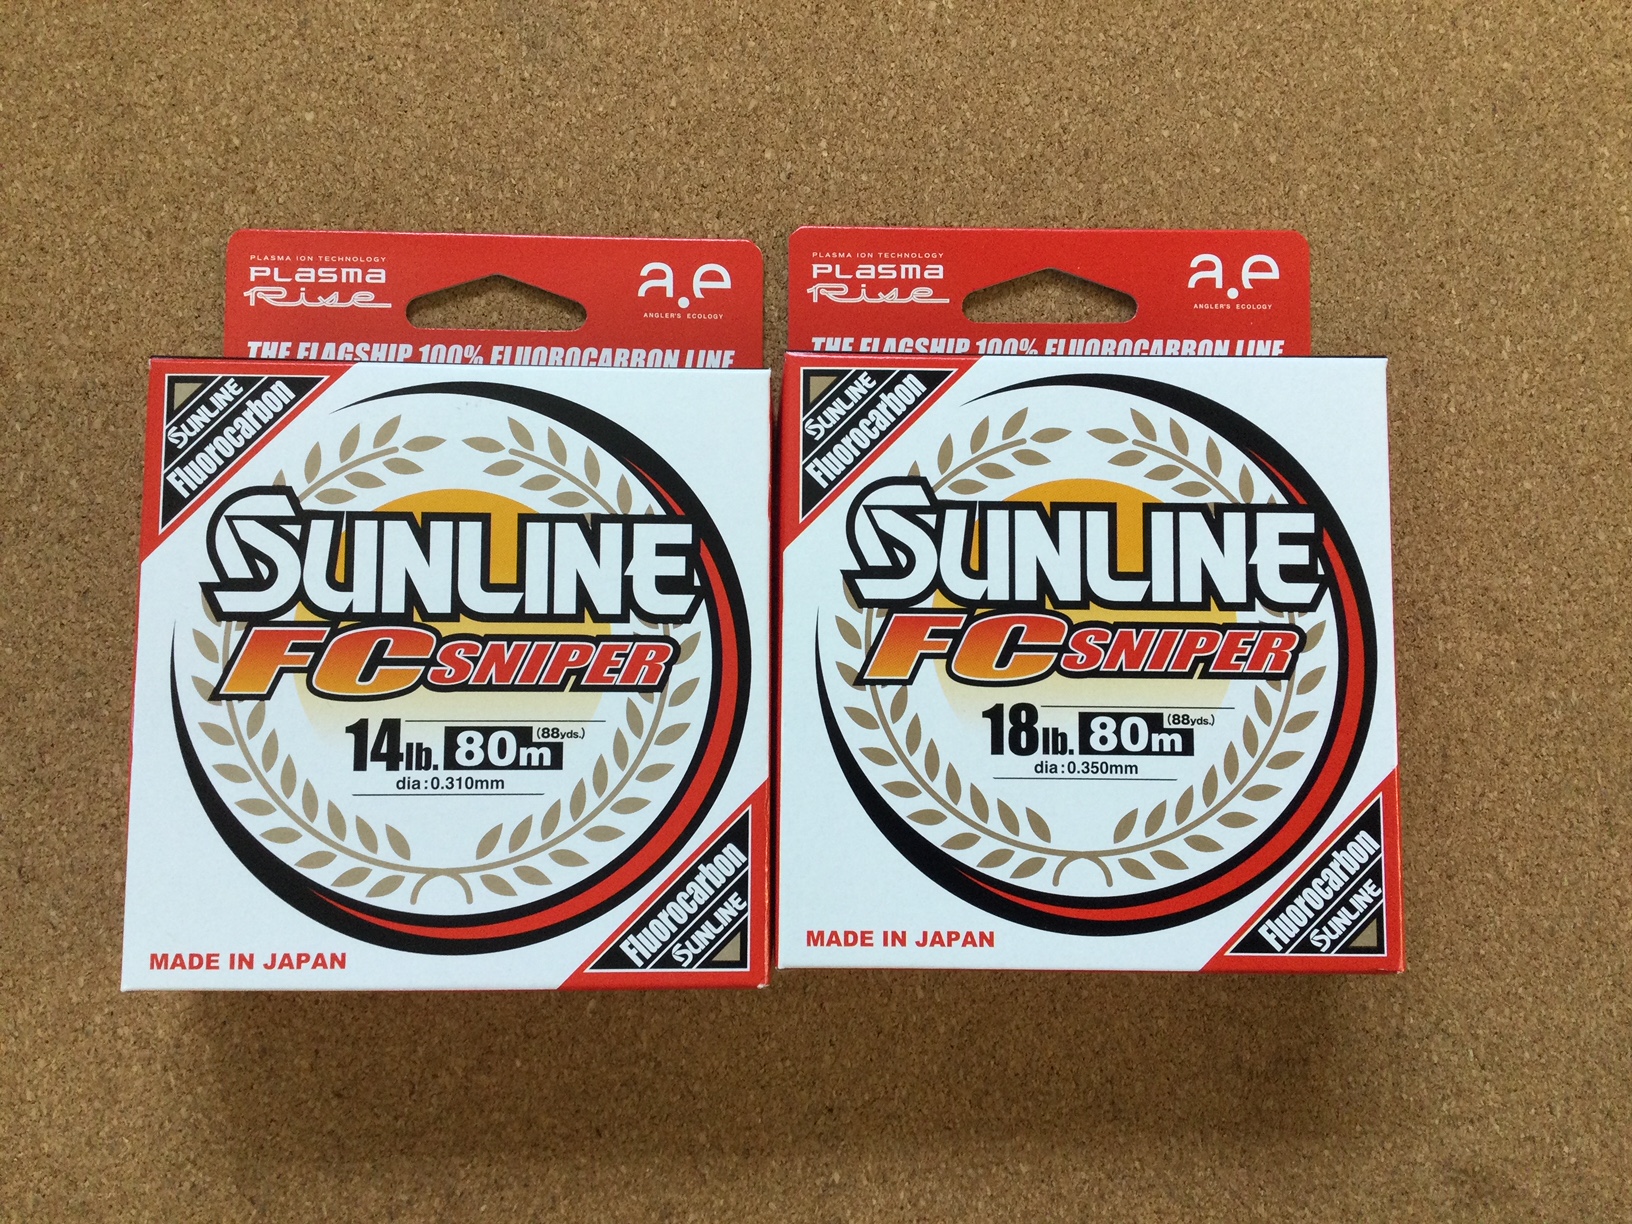 PLASMA ION TECHNOLOGY
PLASMA
Rise
a.e
ANGLER'S ECOLOGY
THE FLAGSHIP 100% FLUOROCARBON LINE
SUNLINE
Fluorocarbon
SUNLINE
FC SNIPER
14lb. 80m (88yds.)
dia:0.310mm
MADE IN JAPAN
Fluorocarbon
SUNLINE
PLASMA ION TECHNOLOGY
PLASMA
Rise
a.e
ANGLER'S ECOLOGY
THE FLAGSHIP 100% FLUOROCARBON LINE
SUNLINE
Fluorocarbon
SUNLINE
FC SNIPER
18lb. 80m (88yds.)
dia:0.350mm
MADE IN JAPAN
Fluorocarbon
SUNLINE